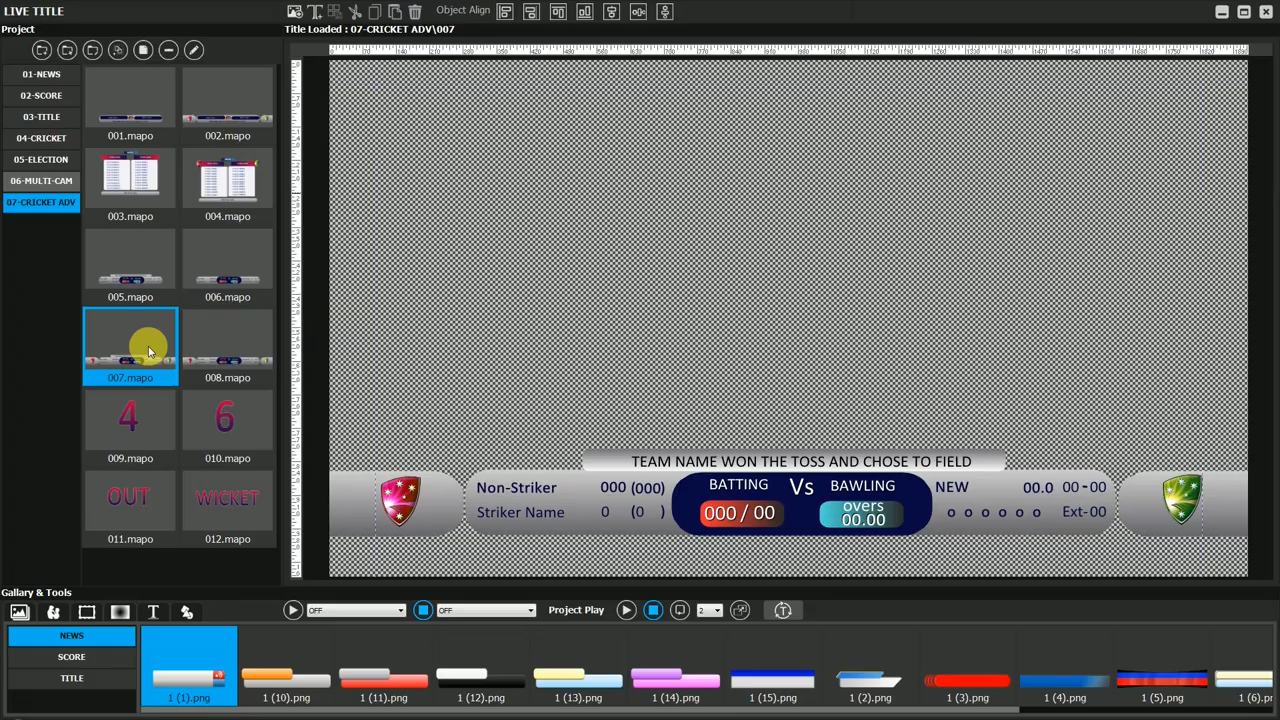 LIVE TITLE
Object Align
Project
Title Loaded : 07-CRICKET ADV\007
01-NEWS
02-SCORE
03-TITLE
04-CRICKET
05-ELECTION
06-MULTI-CAM
07-CRICKET ADV
001.mapo
002.mapo
003.mapo
004.mapo
005.mapo
006.mapo
007.mapo
008.mapo
4
6
009.mapo
010.mapo
OUT
WICKET
011.mapo
012.mapo
TEAM NAME WON THE TOSS AND CHOSE TO FIELD
Non-Striker 000 (000) BATTING Vs BAWLING NEW 00.0 00-00
Striker Name 0 (0 ) 000/ 00 overs 00.00 o o o o o o Ext-00
Gallary & Tools
OFF
OFF
Project Play
2
NEWS
SCORE
TITLE
1 (1).png
1 (10).png
1 (11).png
1 (12).png
1 (13).png
1 (14).png
1 (15).png
1 (2).png
1 (3).png
1 (4).png
1 (5).png
1 (6).p